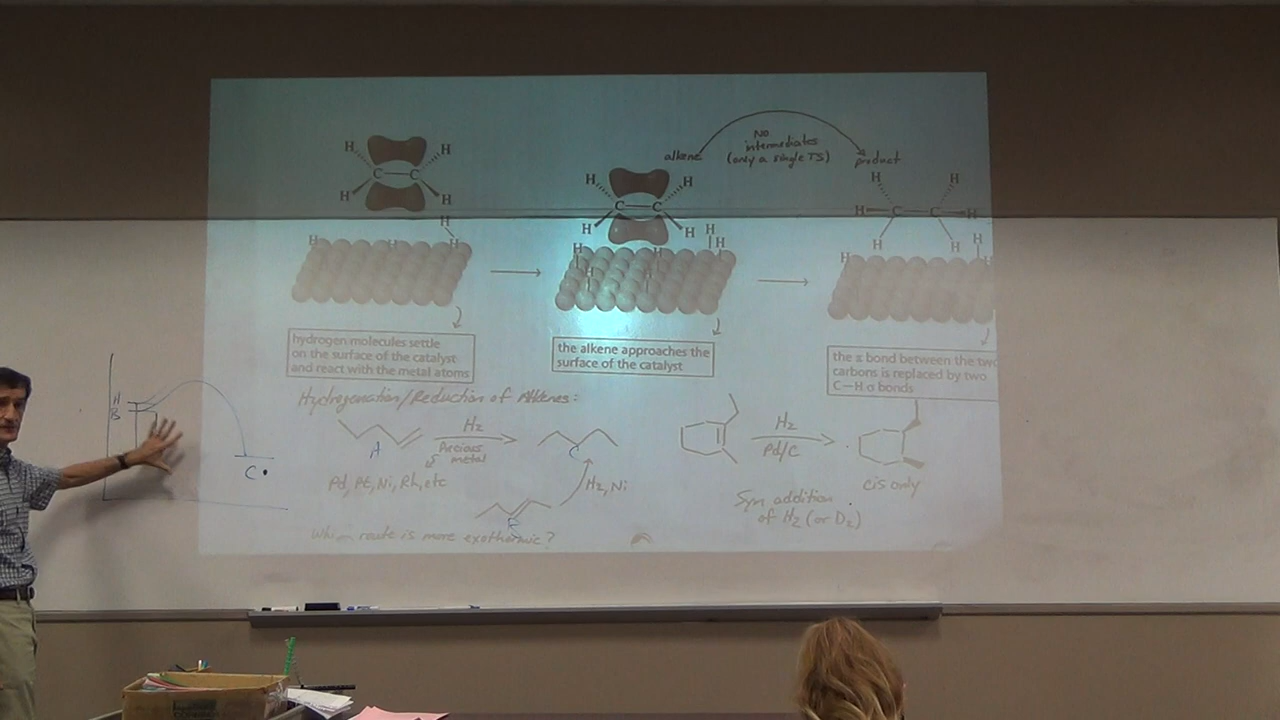 No
intermediates
(only a single TS)
alkene
product
H
H
C
C
H
H
H
H
H
H
H
H
C
C
H
H
H
H
H
H
H
H
H
H
H
C
C
H
H
H
H
H
H
hydrogen molecules settle
on the surface of the catalyst
and react with the metal atoms
the alkene approaches the
surface of the catalyst
the π bond between the two
carbons is replaced by two
C—H σ bonds
Hydrogenation/Reduction of Alkenes:
H2
Precious
metal
A
C
Pd, Pt, Ni, Rh, etc
H2, Ni
Which route is more exothermic?
H2
Pd/C
cis only
Syn addition
of H2 (or D2)
B
C